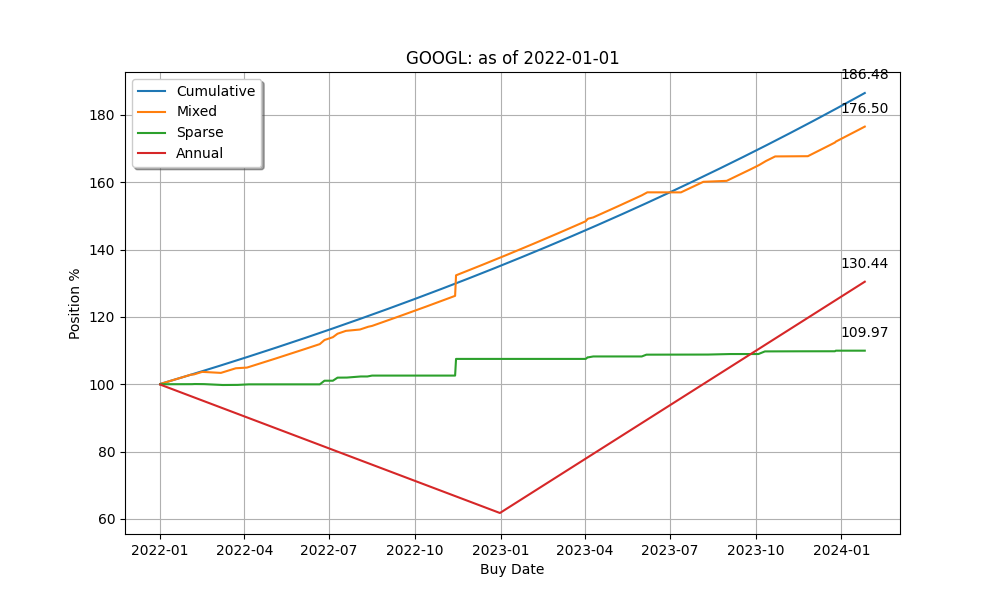 GOOGL: as of 2022-01-01
Cumulative
Mixed
Sparse
Annual
186.48
176.50
130.44
109.97
Position %
180
160
140
120
100
80
60
2022-01 2022-04 2022-07 2022-10 2023-01 2023-04 2023-07 2023-10 2024-01
Buy Date